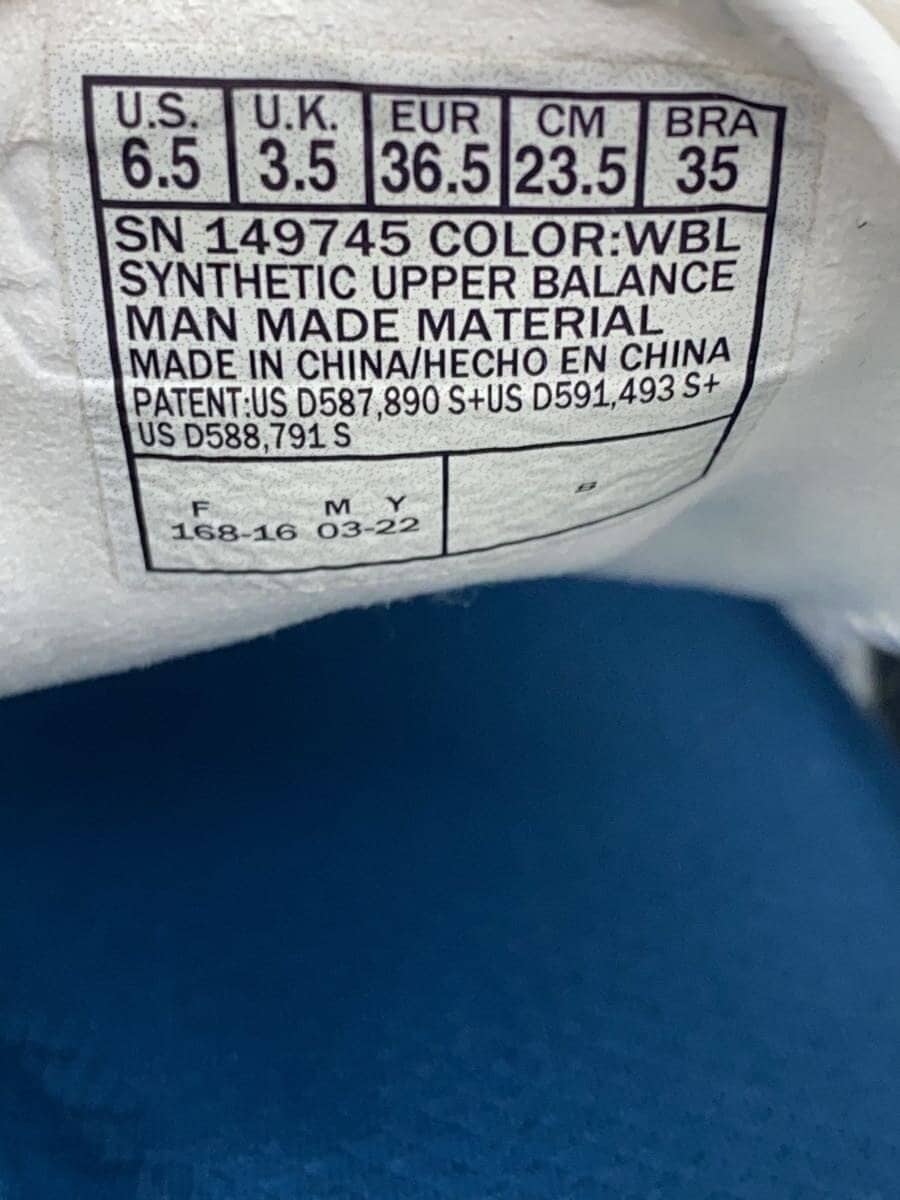 U.S. U.K. EUR CM BRA
6.5 3.5 36.5 23.5 35
SN 149745 COLOR:WBL
SYNTHETIC UPPER BALANCE
MAN MADE MATERIAL
MADE IN CHINA/HECHO EN CHINA
PATENT:US D587,890 S+US D591,493 S+
US D588,791 S
F M Y
168-16 03-22